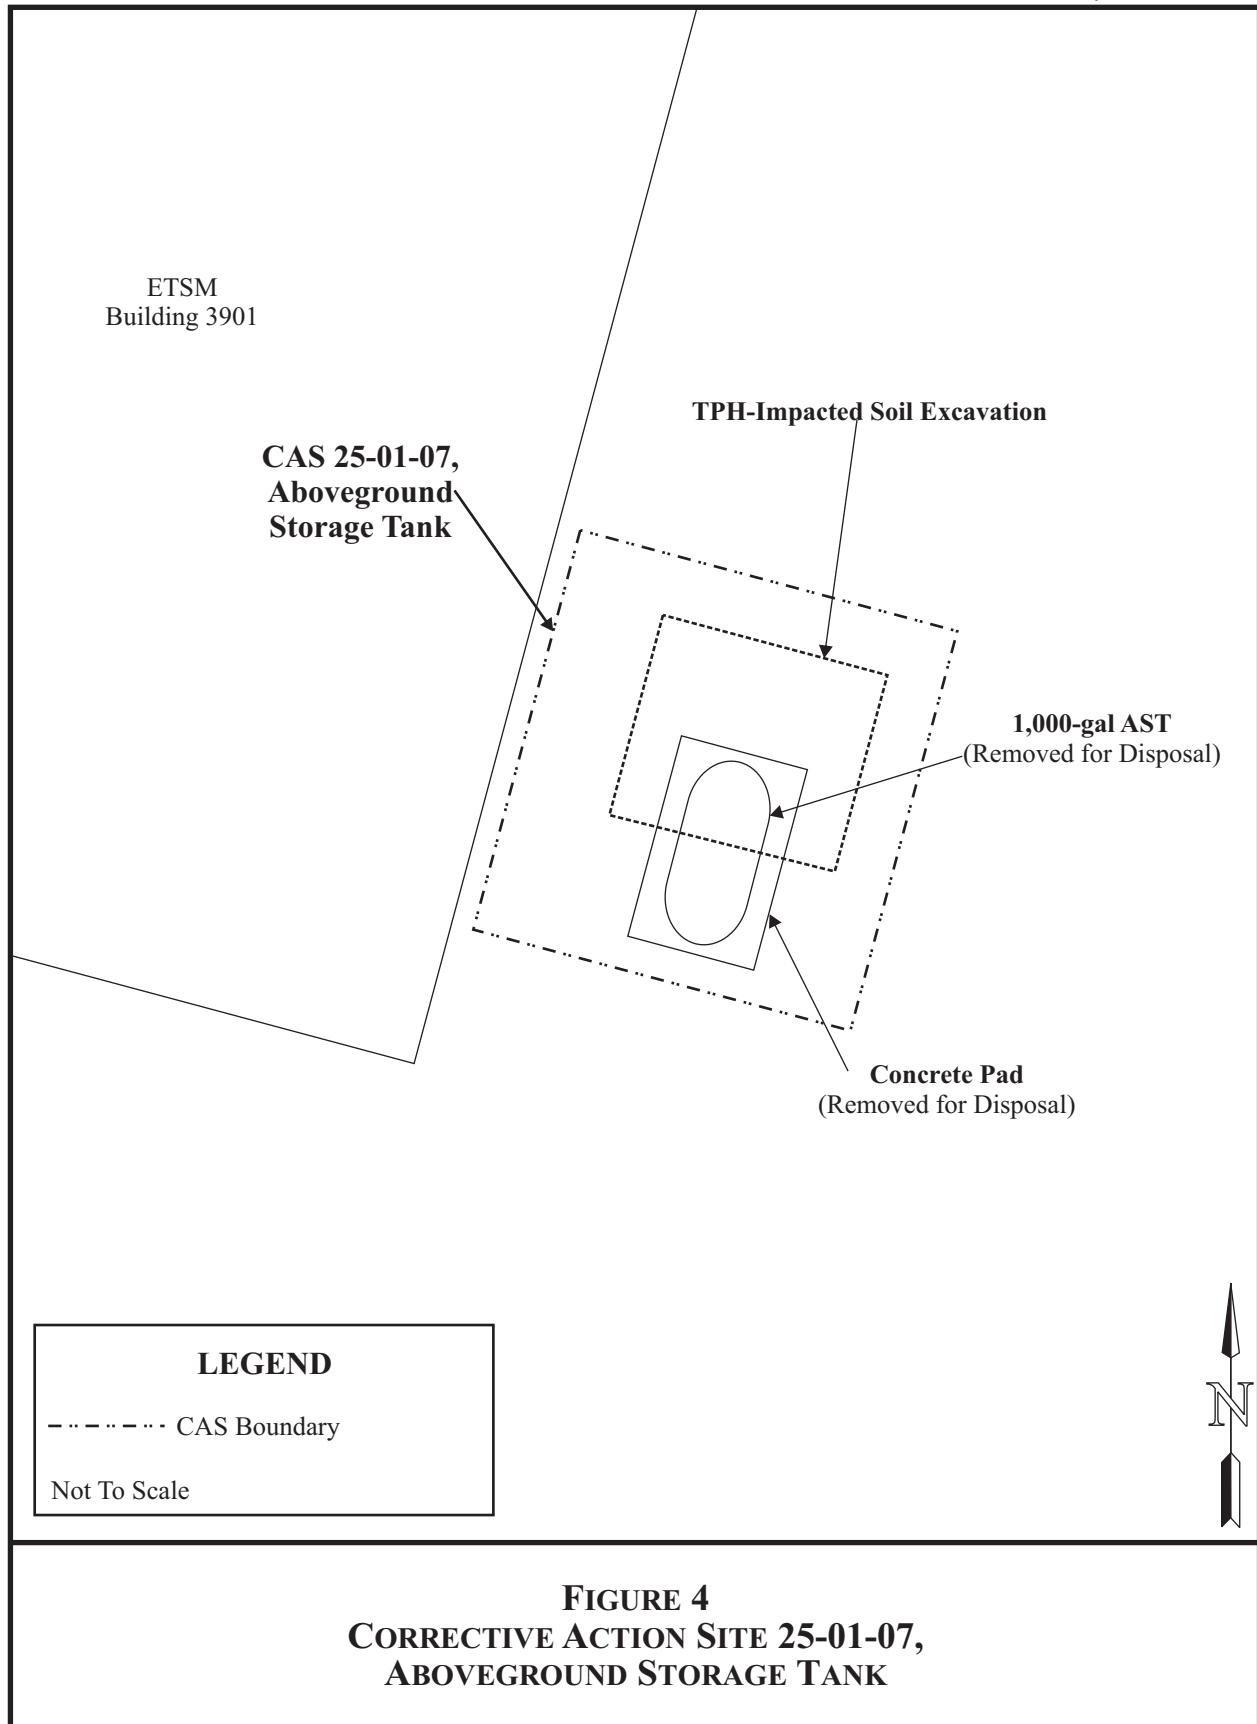 ETSM
Building 3901
TPH-Impacted Soil Excavation
CAS 25-01-07,
Aboveground
Storage Tank
1,000-gal AST
(Removed for Disposal)
Concrete Pad
(Removed for Disposal)
LEGEND
CAS Boundary
Not To Scale
N
FIGURE 4
CORRECTIVE ACTION SITE 25-01-07,
ABOVEGROUND STORAGE TANK